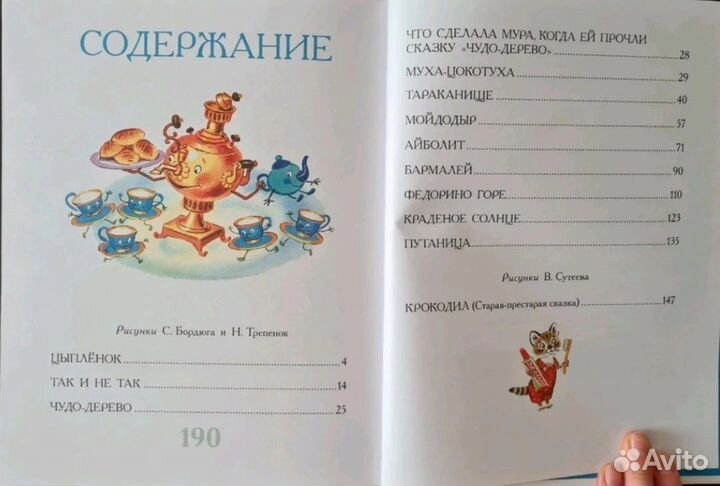 СОДЕРЖАНИЕ
Рисунки С. Бордюга и Н. Трепенок
ЦЫПЛЁНОК 4
ТАК И НЕ ТАК 14
ЧУДО-ДЕРЕВО 25
190
ЧТО СДЕЛАЛА МУРА, КОГДА ЕЙ ПРОЧЛИ
СКАЗКУ «ЧУДО-ДЕРЕВО» 28
МУХА-ЦОКОТУХА 29
ТАРАКАНИЩЕ 40
МОЙДОДЫР 57
АЙБОЛИТ 71
БАРМАЛЕЙ 90
ФЕДОРИНО ГОРЕ 110
КРАДЕНОЕ СОЛНЦЕ 123
ПУТАНИЦА 135
Рисунки В. Сутеева
КРОКОДИЛ (Старая-престарая сказка) 147
Avito